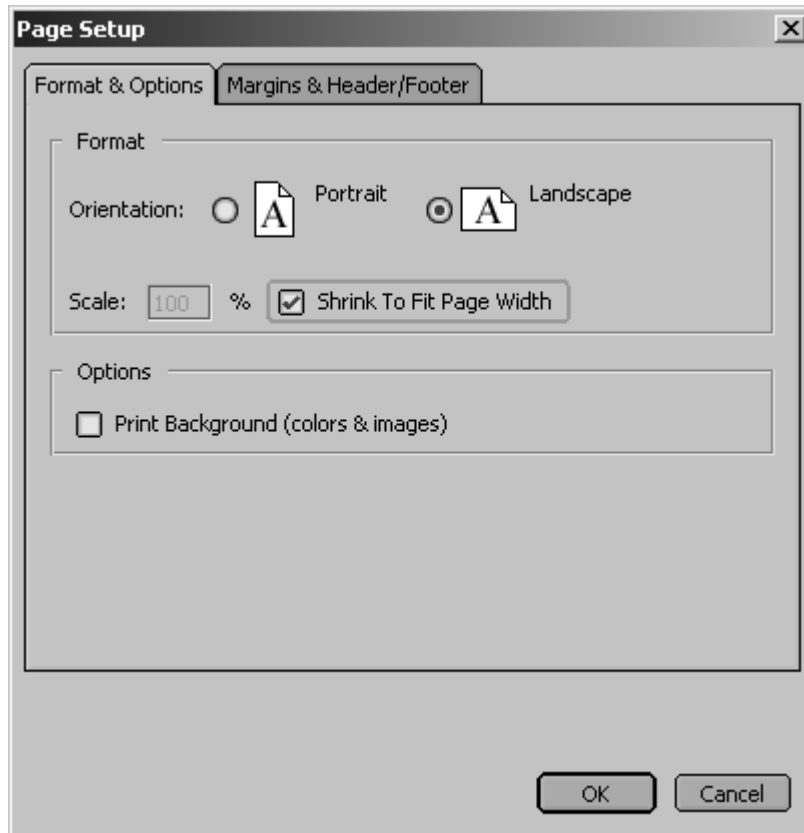 Page Setup
Format & Options Margins & Header/Footer
Format
Orientation: A Portrait A Landscape
Scale: 100 % Shrink To Fit Page Width
Options
Print Background (colors & images)
OK Cancel